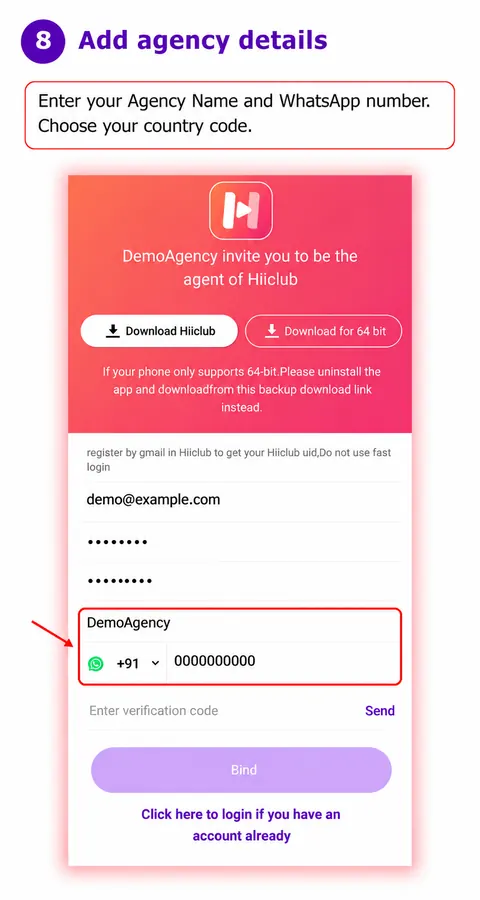 8 Add agency details
Enter your Agency Name and WhatsApp number.
Choose your country code.
DemoAgency invite you to be the
agent of Hiiclub
Download Hiiclub
Download for 64 bit
If your phone only supports 64-bit.Please uninstall the
app and downloadfrom this backup download link
instead.
register by gmail in Hiiclub to get your Hiiclub uid,Do not use fast
login
demo@example.com
••••••••
•••••••••
DemoAgency
+91 0000000000
Enter verification code Send
Bind
Click here to login if you have an
account already